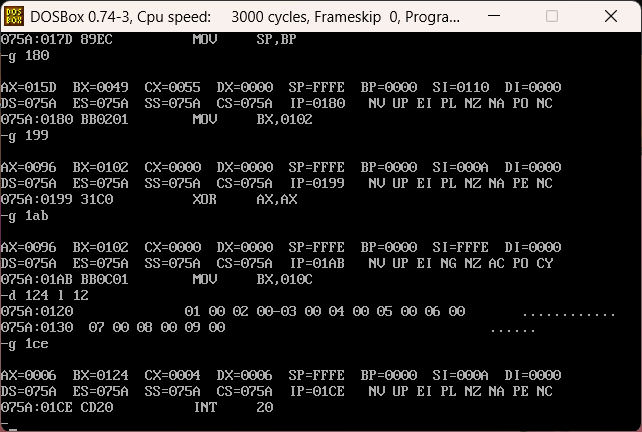 DOSBox 0.74-3, Cpu speed: 3000 cycles, Frameskip 0, Progra...
075A:017D 89EC MOV SP,BP
-g 180
AX=015D BX=0049 CX=0055 DX=0000 SP=FFFE BP=0000 SI=0110 DI=0000
DS=075A ES=075A SS=075A CS=075A IP=0180 NV UP EI PL NZ NA PO NC
075A:0180 BB0201 MOV BX,0102
-g 199
AX=0096 BX=0102 CX=0000 DX=0000 SP=FFFE BP=0000 SI=000A DI=0000
DS=075A ES=075A SS=075A CS=075A IP=0199 NV UP EI PL NZ NA PE NC
075A:0199 31C0 XOR AX,AX
-g 1ab
AX=0096 BX=0102 CX=0000 DX=0000 SP=FFFE BP=0000 SI=FFFE DI=0000
DS=075A ES=075A SS=075A CS=075A IP=01AB NV UP EI NG NZ AC PO CY
075A:01AB BB0C01 MOV BX,010C
-d 124 l 12
075A:0120 01 00 02 00-03 00 04 00 05 00 06 00 ............
075A:0130 07 00 08 00 09 00 ......
-g 1ce
AX=0006 BX=0124 CX=0004 DX=0006 SP=FFFE BP=0000 SI=000A DI=0000
DS=075A ES=075A SS=075A CS=075A IP=01CE NV UP EI PL NZ NA PE NC
075A:01CE CD20 INT 20
-_